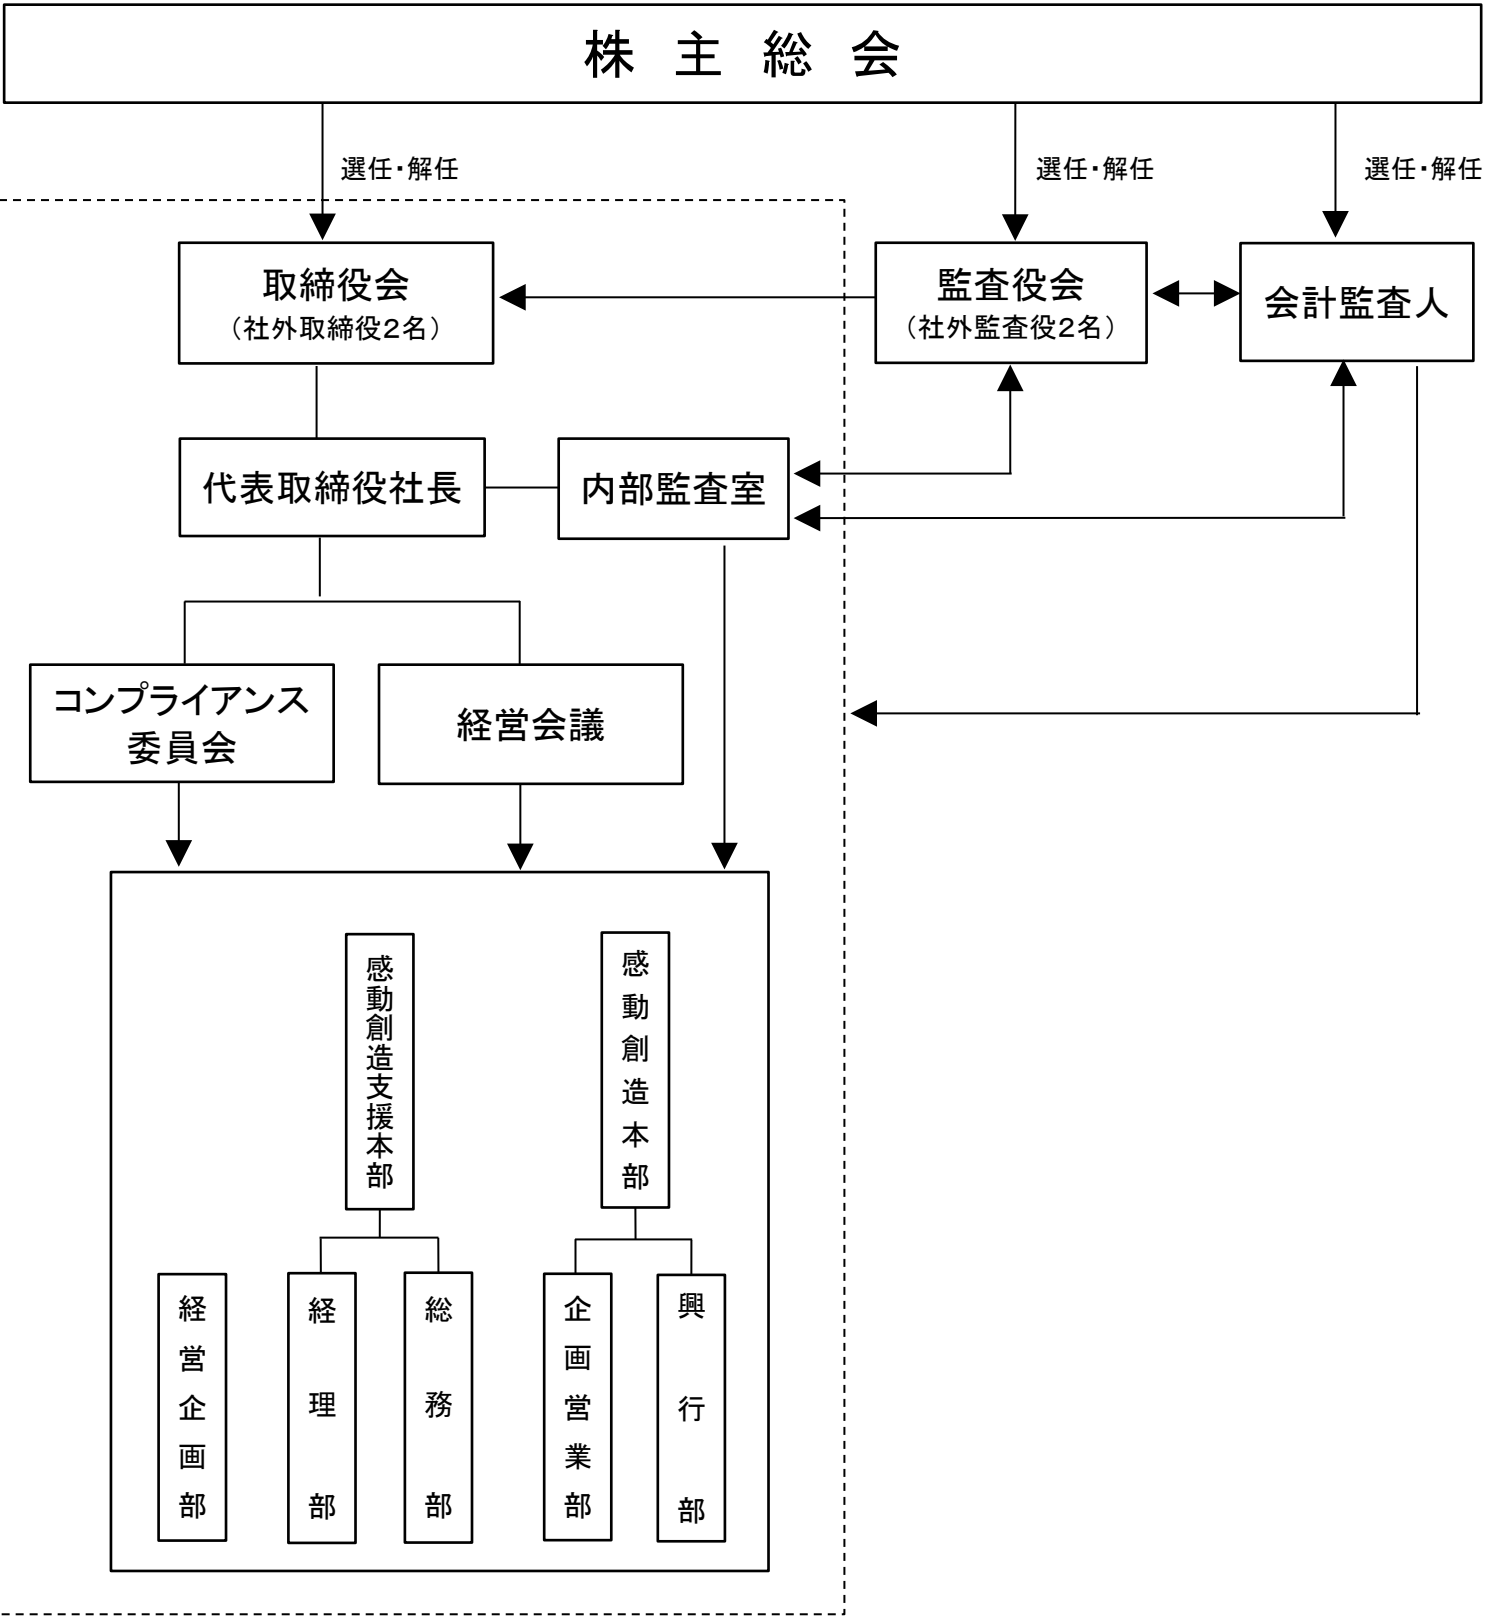 株主総会
選任・解任
選任・解任
選任・解任
取締役会
（社外取締役２名）
監査役会
（社外監査役２名）
会計監査人
代表取締役社長
内部監査室
コンプライアンス
委員会
経営会議
感動創造支援本部
感動創造本部
経営企画部
経理部
総務部
企画営業部
興行部